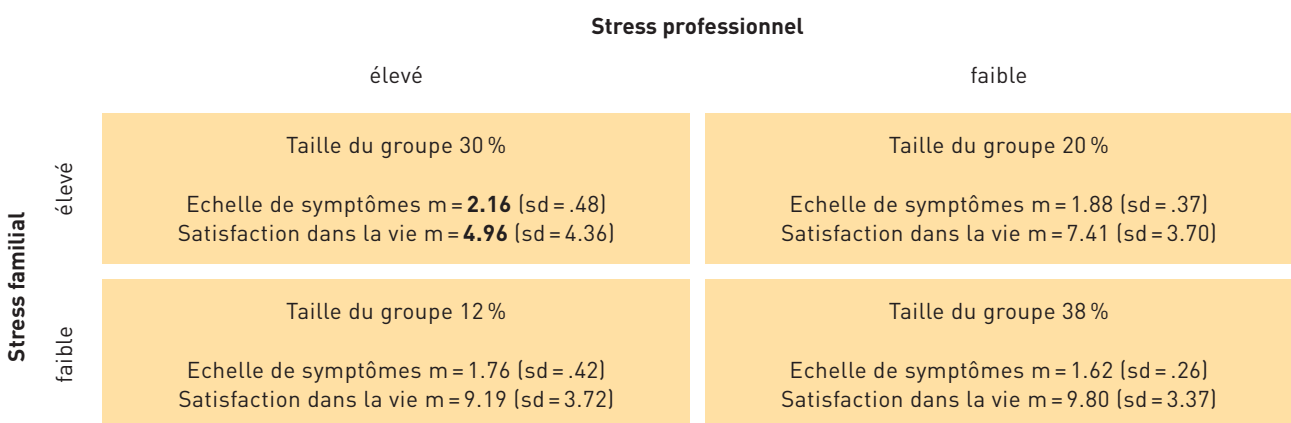 Stress professionnel
élevé
faible
Stress familial
élevé
Taille du groupe 30 %
Echelle de symptômes m = 2.16 (sd = .48)
Satisfaction dans la vie m = 4.96 (sd = 4.36)
Taille du groupe 20 %
Echelle de symptômes m = 1.88 (sd = .37)
Satisfaction dans la vie m = 7.41 (sd = 3.70)
faible
Taille du groupe 12 %
Echelle de symptômes m = 1.76 (sd = .42)
Satisfaction dans la vie m = 9.19 (sd = 3.72)
Taille du groupe 38 %
Echelle de symptômes m = 1.62 (sd = .26)
Satisfaction dans la vie m = 9.80 (sd = 3.37)